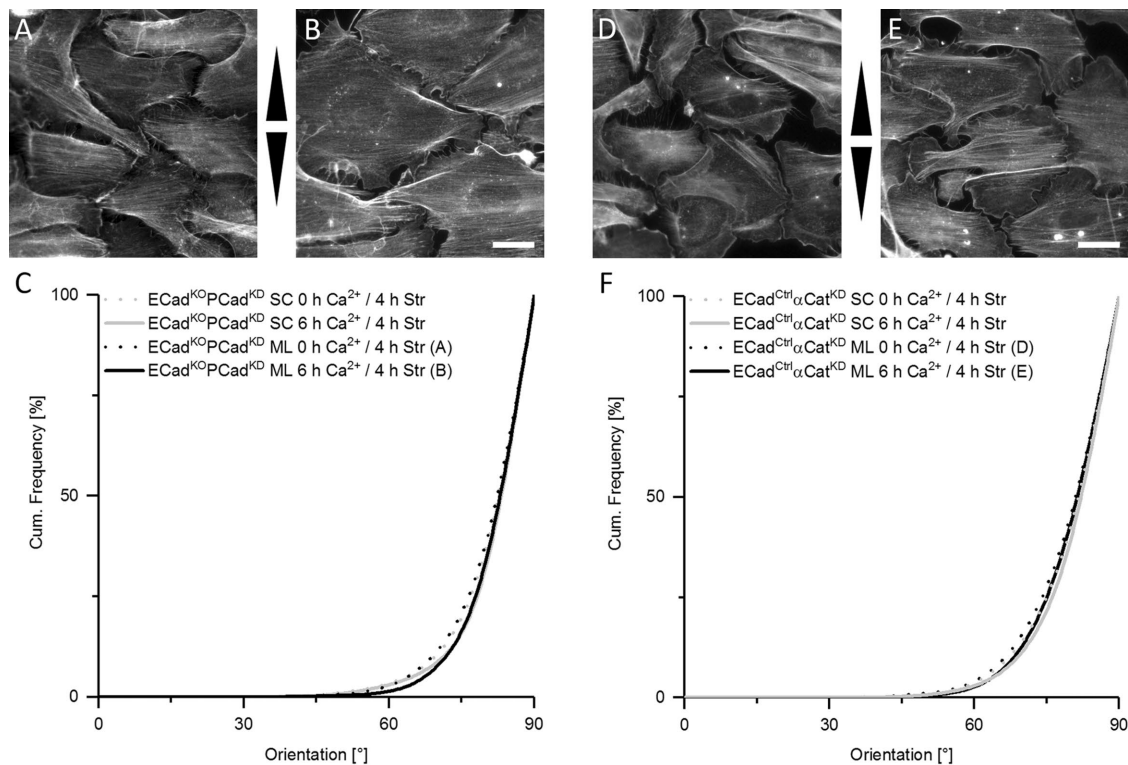 A
B
D
E
C
100
50
0
0
30
60
90
Cum. Frequency [%]
Orientation [°]
ECadᴷᴼPCadᴷᴰ SC 0 h Ca²⁺ / 4 h Str
ECadᴷᴼPCadᴷᴰ SC 6 h Ca²⁺ / 4 h Str
ECadᴷᴼPCadᴷᴰ ML 0 h Ca²⁺ / 4 h Str (A)
ECadᴷᴼPCadᴷᴰ ML 6 h Ca²⁺ / 4 h Str (B)
F
100
50
0
0
30
60
90
Cum. Frequency [%]
Orientation [°]
ECadᶜᵗʳˡαCatᴷᴰ SC 0 h Ca²⁺ / 4 h Str
ECadᶜᵗʳˡαCatᴷᴰ SC 6 h Ca²⁺ / 4 h Str
ECadᶜᵗʳˡαCatᴷᴰ ML 0 h Ca²⁺ / 4 h Str (D)
ECadᶜᵗʳˡαCatᴷᴰ ML 6 h Ca²⁺ / 4 h Str (E)